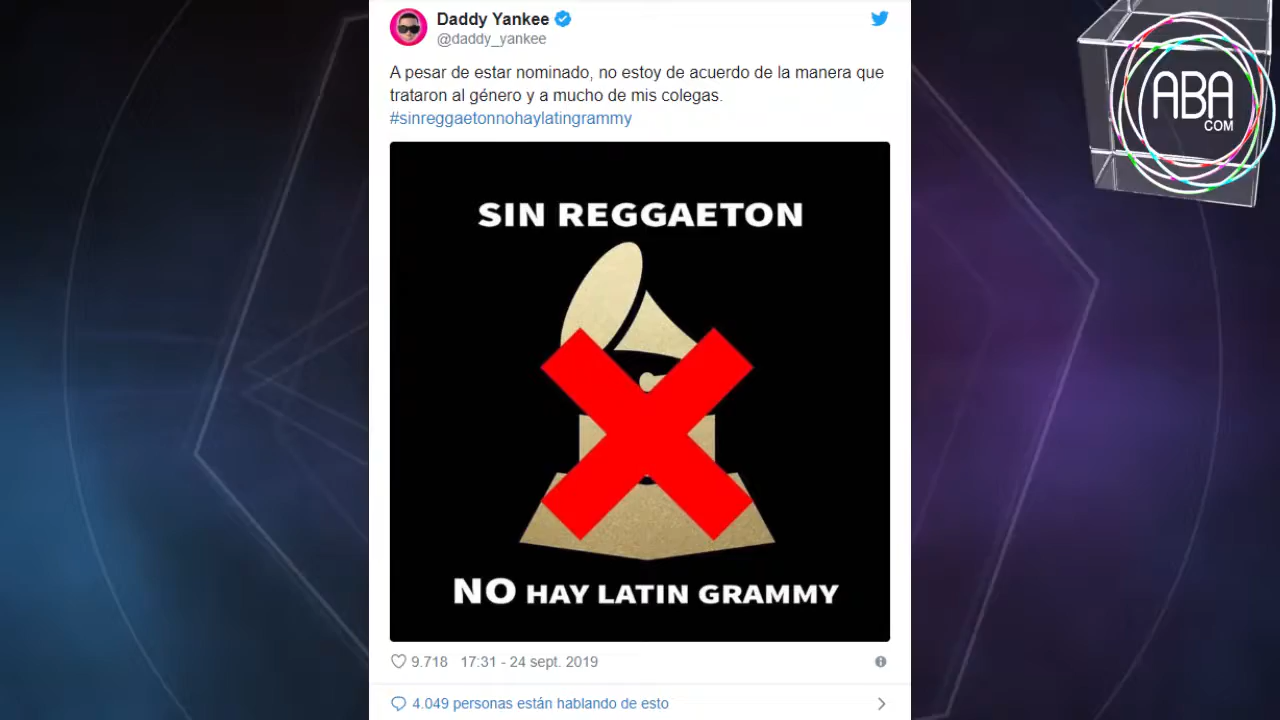 Daddy Yankee
@daddy_yankee
A pesar de estar nominado, no estoy de acuerdo de la manera que
trataron al género y a mucho de mis colegas.
#sinreggaetonnohaylatingrammy
SIN REGGAETON
NO HAY LATIN GRAMMY
9.718 17:31 - 24 sept. 2019
4.049 personas están hablando de esto
ABA
COM